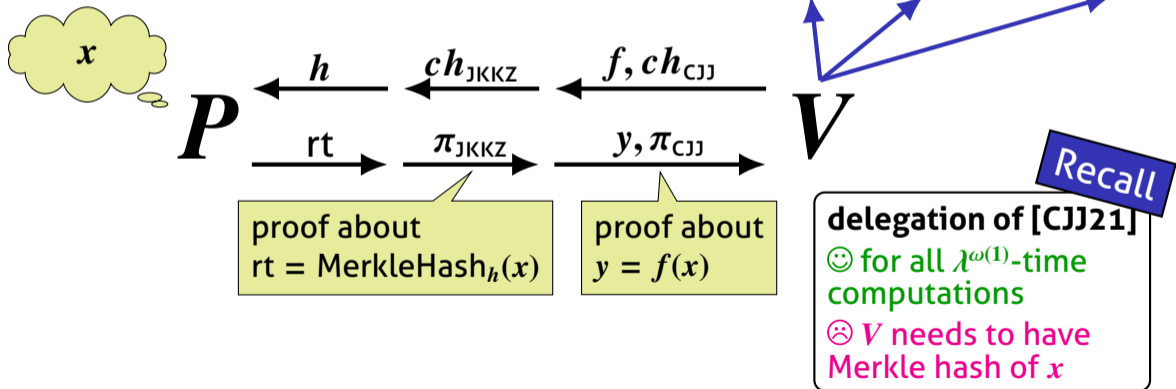 x
h
ch_JKKZ
f, ch_CJJ
P
V
rt
π_JKKZ
y, π_CJJ
Recall
proof about
rt = MerkleHash_h(x)
proof about
y = f(x)
delegation of [CJJ21]
☺ for all λ^ω(1)-time
computations
☹ V needs to have
Merkle hash of x